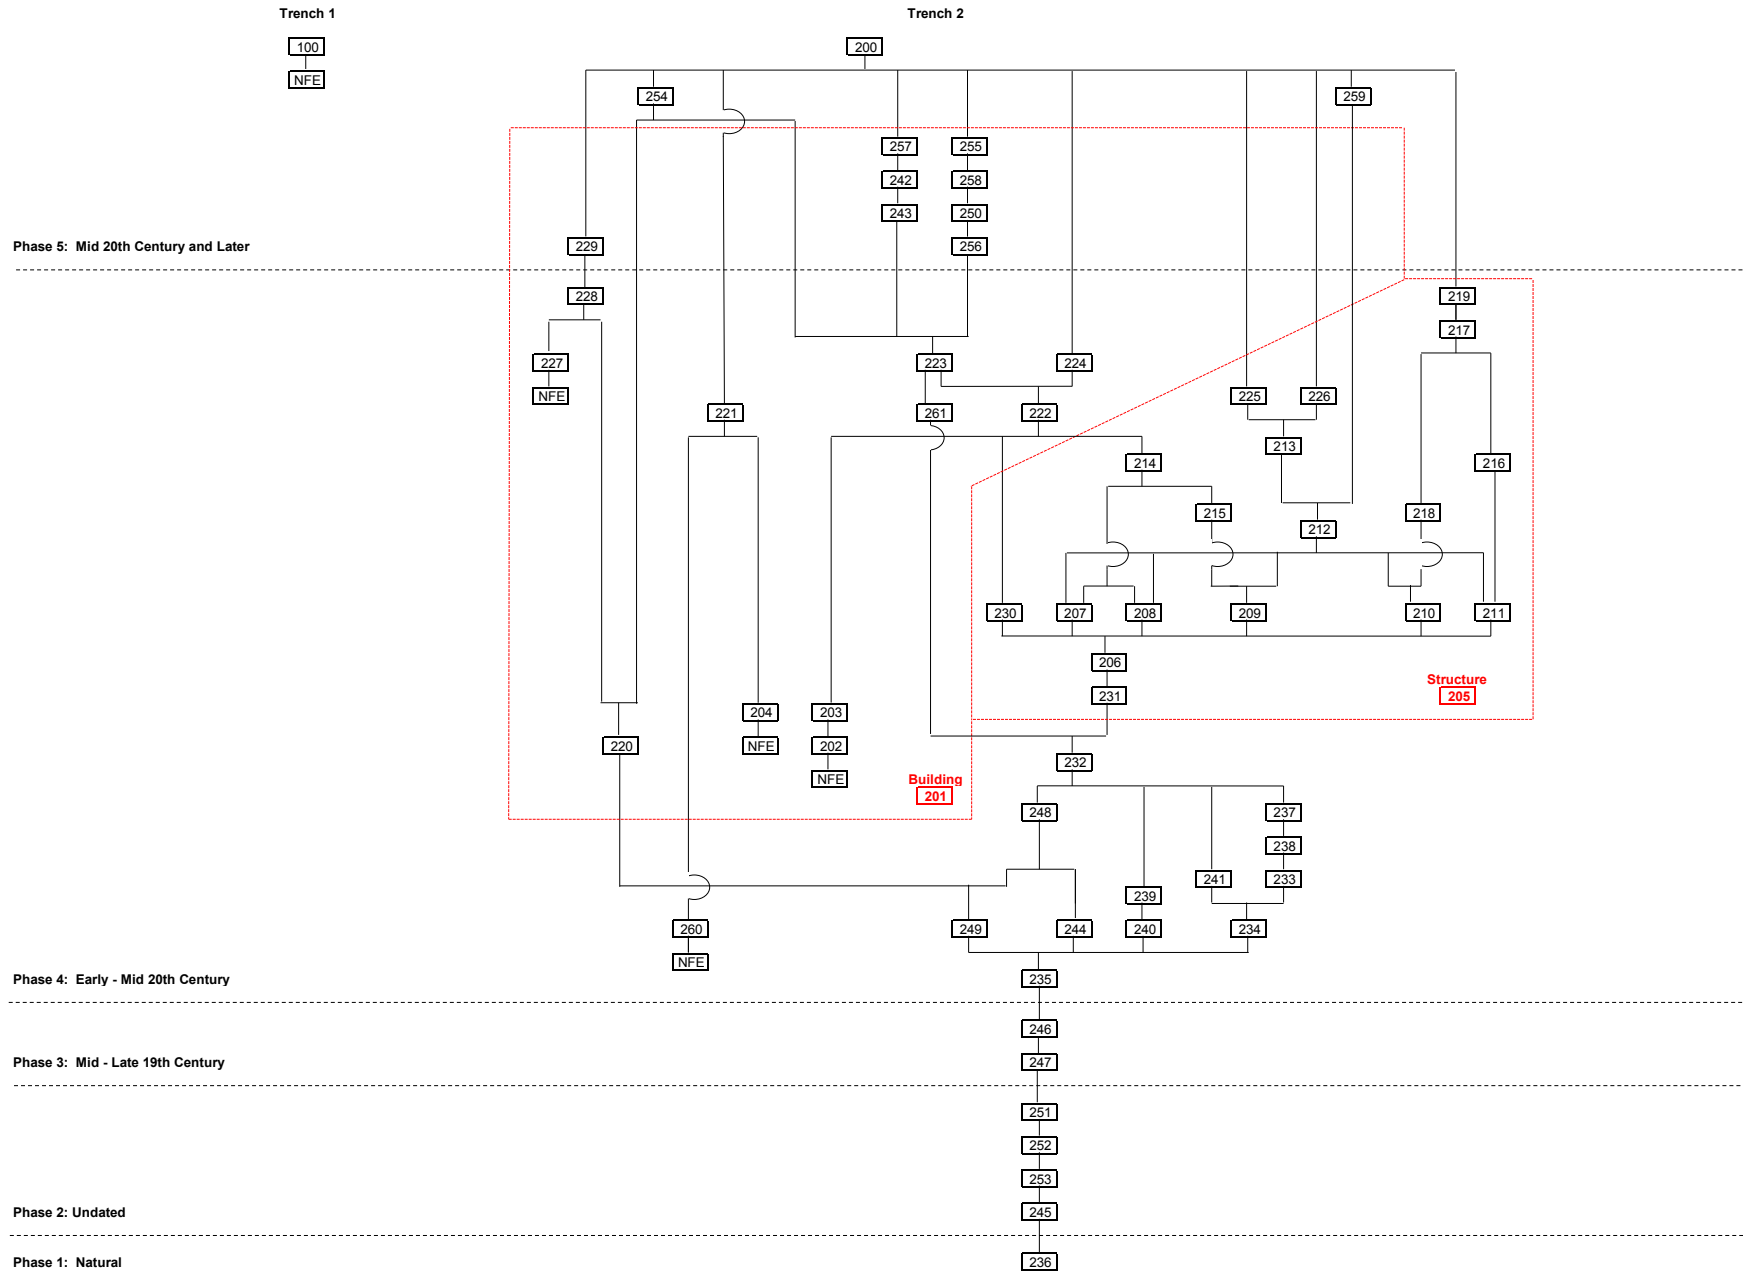 Trench 1 Trench 2
100 200
NFE
254 259
257 255
242 258
243 250
Phase 5: Mid 20th Century and Later 229 256
228 219
217
227 223 224
NFE 225 226
221 261 222
213
214 216
215 218
212
230 207 208 209 210 211
206
Structure
231 205
204 203
220 NFE 202
232
NFE Building
201
248 237
238
241 233
239
260 249 244 240 234
NFE
Phase 4: Early - Mid 20th Century 235
246
Phase 3: Mid - Late 19th Century 247
251
252
253
Phase 2: Undated 245
Phase 1: Natural 236